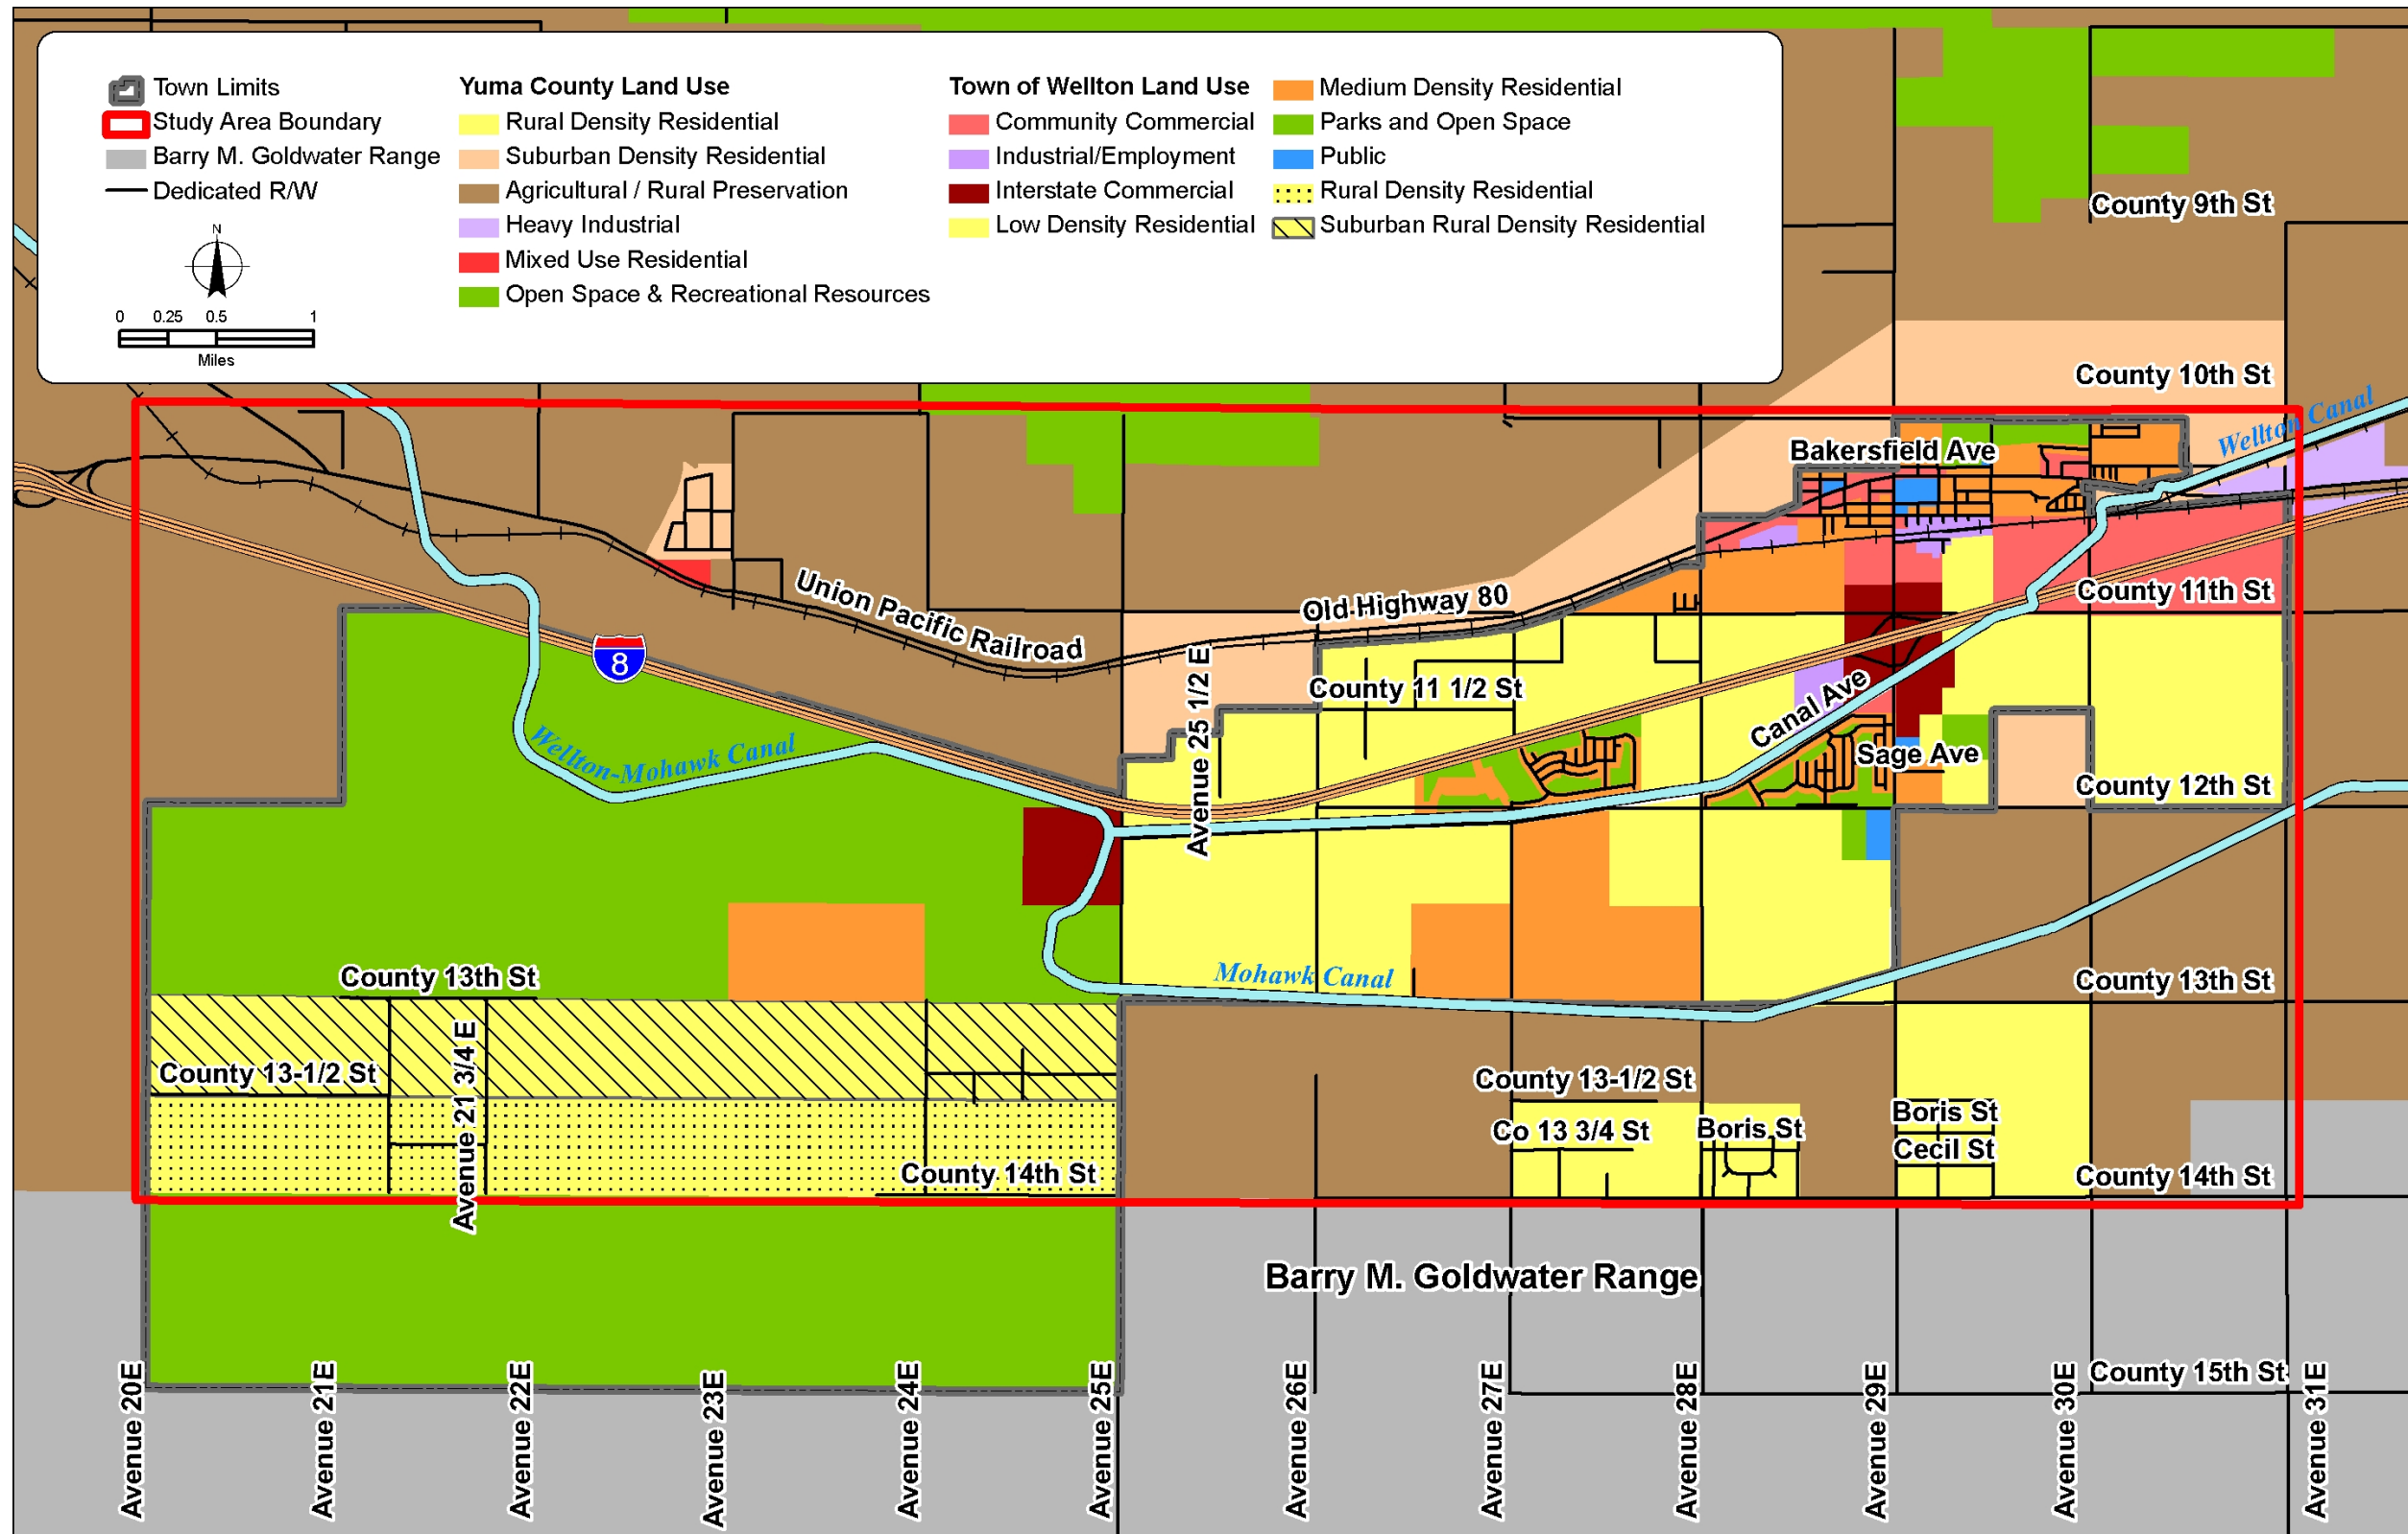 Town Limits
Study Area Boundary
Barry M. Goldwater Range
Dedicated R/W
N
0 0.25 0.5 1
Miles
Yuma County Land Use
Rural Density Residential
Suburban Density Residential
Agricultural / Rural Preservation
Heavy Industrial
Mixed Use Residential
Open Space & Recreational Resources
Town of Wellton Land Use
Community Commercial
Industrial/Employment
Interstate Commercial
Low Density Residential
Medium Density Residential
Parks and Open Space
Public
Rural Density Residential
Suburban Rural Density Residential
County 9th St
County 10th St
Wellton Canal
Bakersfield Ave
Union Pacific Railroad
Old Highway 80
County 11th St
8
Avenue 25 1/2 E
County 11 1/2 St
Canal Ave
Wellton-Mohawk Canal
Sage Ave
County 12th St
County 13th St
Mohawk Canal
County 13th St
County 13-1/2 St
Avenue 21 3/4 E
County 13-1/2 St
Co 13 3/4 St
Boris St
Boris St
Cecil St
County 14th St
County 14th St
Barry M. Goldwater Range
County 15th St
Avenue 20E
Avenue 21E
Avenue 22E
Avenue 23E
Avenue 24E
Avenue 25E
Avenue 26E
Avenue 27E
Avenue 28E
Avenue 29E
Avenue 30E
Avenue 31E